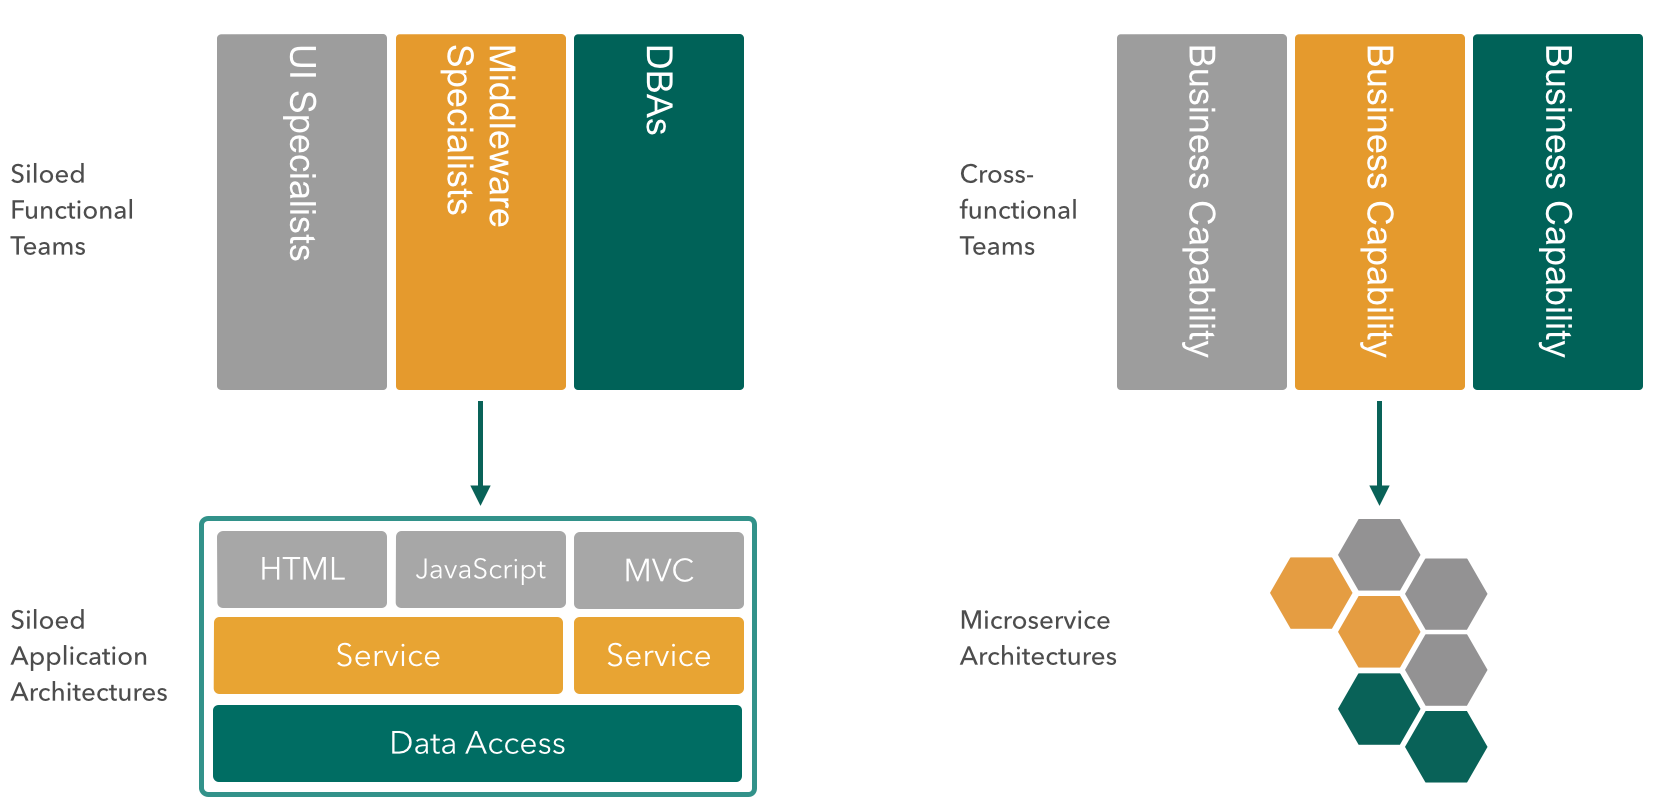 Siloed
Functional
Teams
UI Specialists
Middleware
Specialists
DBAs
Siloed
Application
Architectures
HTML
JavaScript
MVC
Service
Service
Data Access
Cross-
functional
Teams
Business Capability
Business Capability
Business Capability
Microservice
Architectures